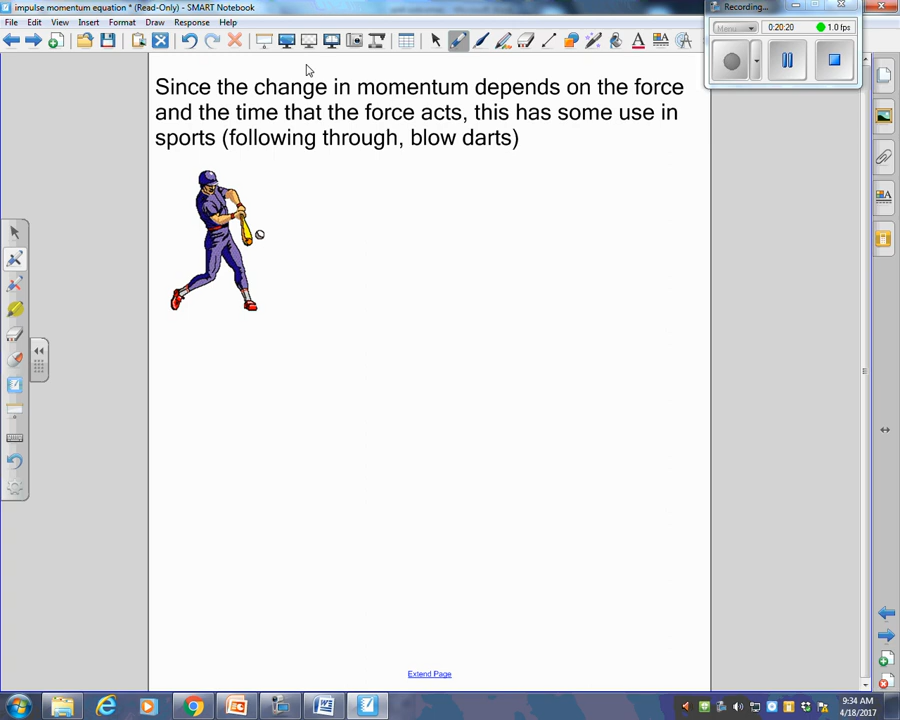 impulse momentum equation * (Read-Only) - SMART Notebook
Recording...
File Edit View Insert Format Draw Response Help
Menu
0:20:20
1.0 fps
Since the change in momentum depends on the force
and the time that the force acts, this has some use in
sports (following through, blow darts)
Extend Page
9:34 AM
4/18/2017